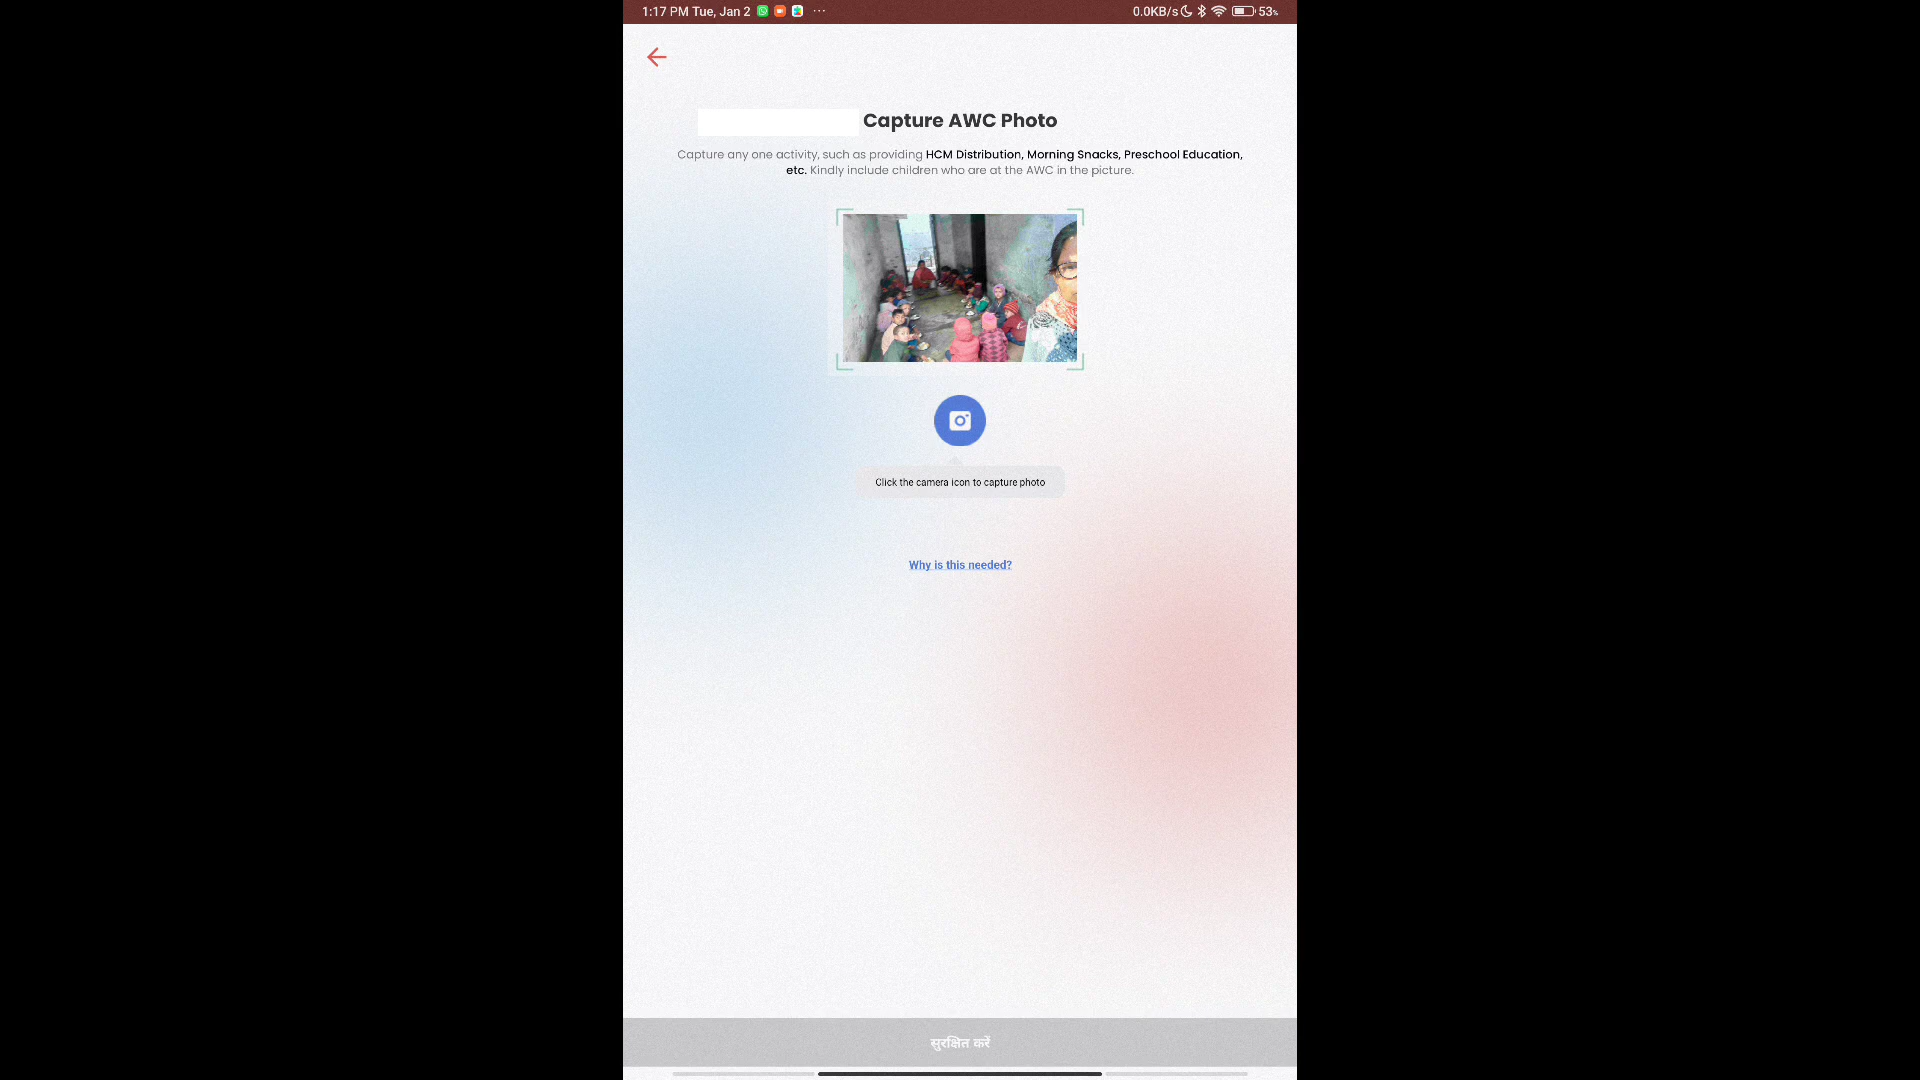 1:17 PM Tue, Jan 2 ... 0.0KB/s 53%
Capture AWC Photo
Capture any one activity, such as providing HCM Distribution, Morning Snacks, Preschool Education,
etc. Kindly include children who are at the AWC in the picture.
Click the camera icon to capture photo
Why is this needed?
सुरक्षित करें